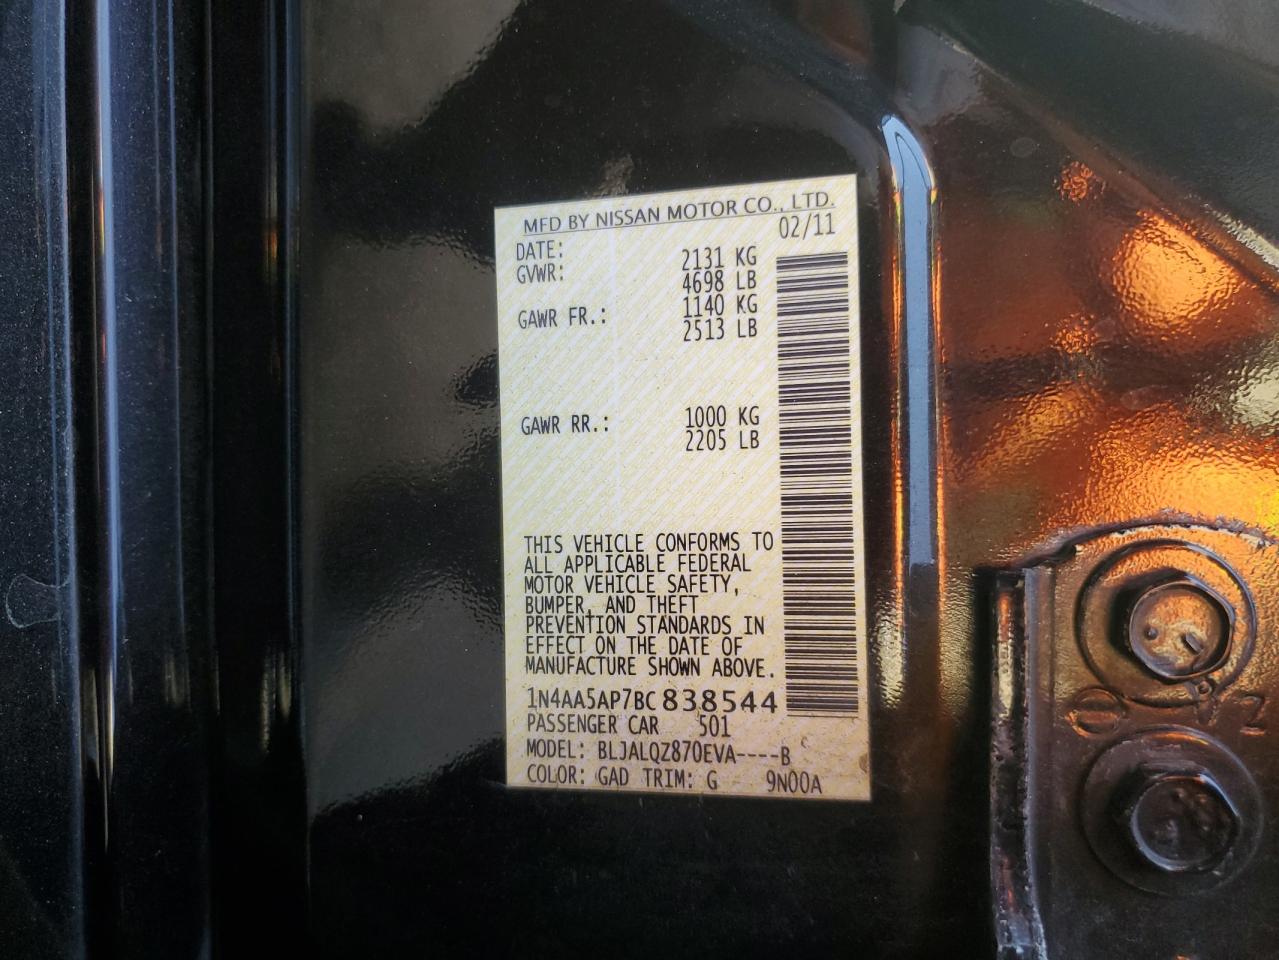 MFD BY NISSAN MOTOR CO., LTD.
DATE: 02/11
GVWR: 2131 KG
4698 LB
GAWR FR.: 1140 KG
2513 LB
GAWR RR.: 1000 KG
2205 LB
THIS VEHICLE CONFORMS TO
ALL APPLICABLE FEDERAL
MOTOR VEHICLE SAFETY,
BUMPER, AND THEFT
PREVENTION STANDARDS IN
EFFECT ON THE DATE OF
MANUFACTURE SHOWN ABOVE.
1N4AA5AP7BC838544
PASSENGER CAR 501
MODEL: BLJALQZ870EVA----B
COLOR: GAD TRIM: G 9N00A
2